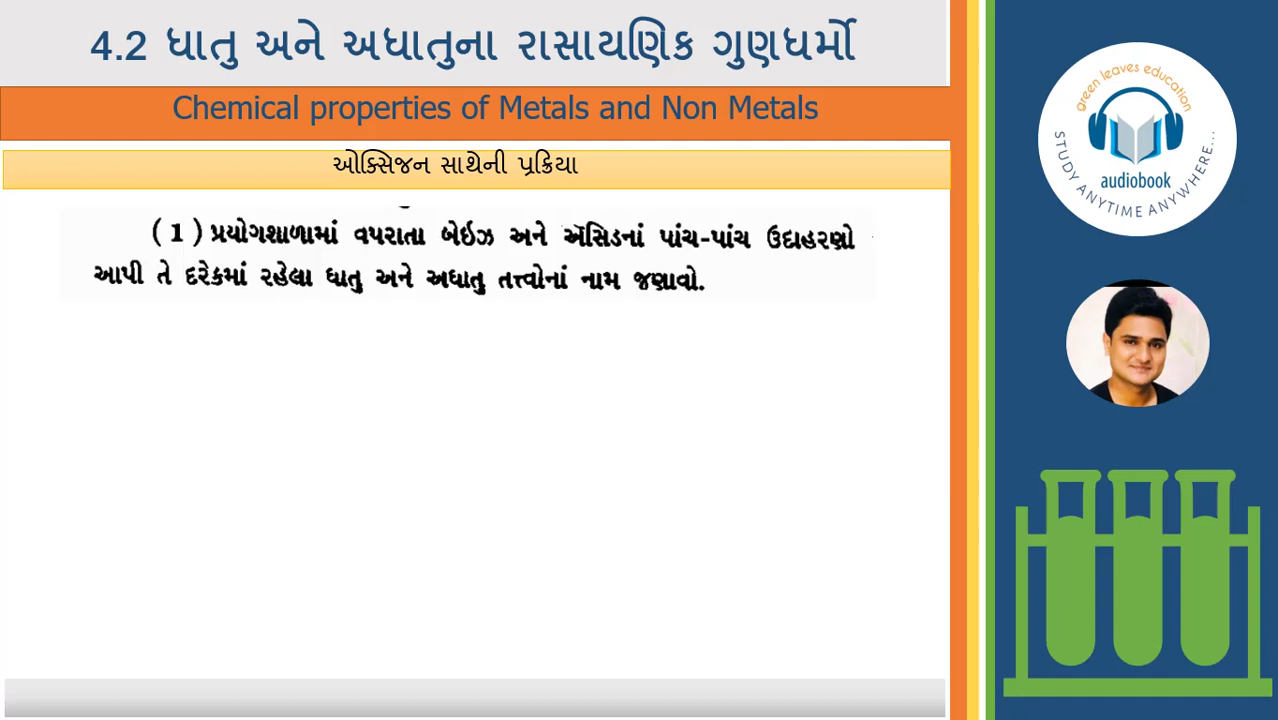 4.2 ધાતુ અને અધાતુના રાસાયણિક ગુણધર્મો
Chemical properties of Metals and Non Metals
ઓક્સિજન સાથેની પ્રક્રિયા
( 1 ) પ્રયોગશાળામાં વપરાતા બેઇઝ અને ઍસિડનાં પાંચ-પાંચ ઉદાહરણો
આપી તે દરેકમાં રહેલા ધાતુ અને અધાતુ તત્ત્વોનાં નામ જણાવો.
green leaves education
audiobook
STUDY ANYTIME ANYWHERE...